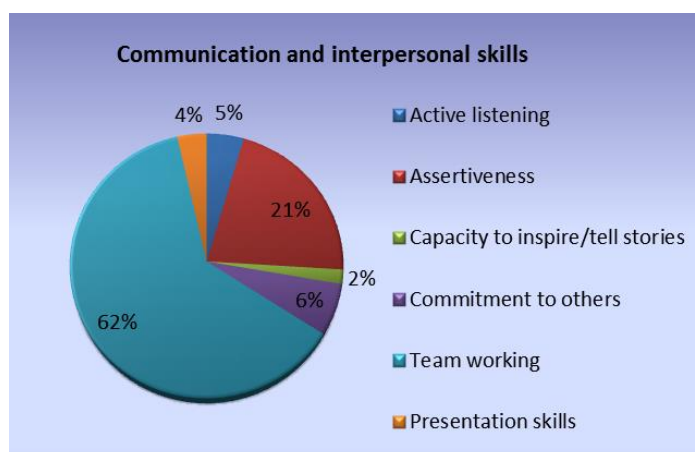 Communication and interpersonal skills
4%
5%
Active listening
Assertiveness
21%
Capacity to inspire/tell stories
2%
Commitment to others
6%
62%
Team working
Presentation skills